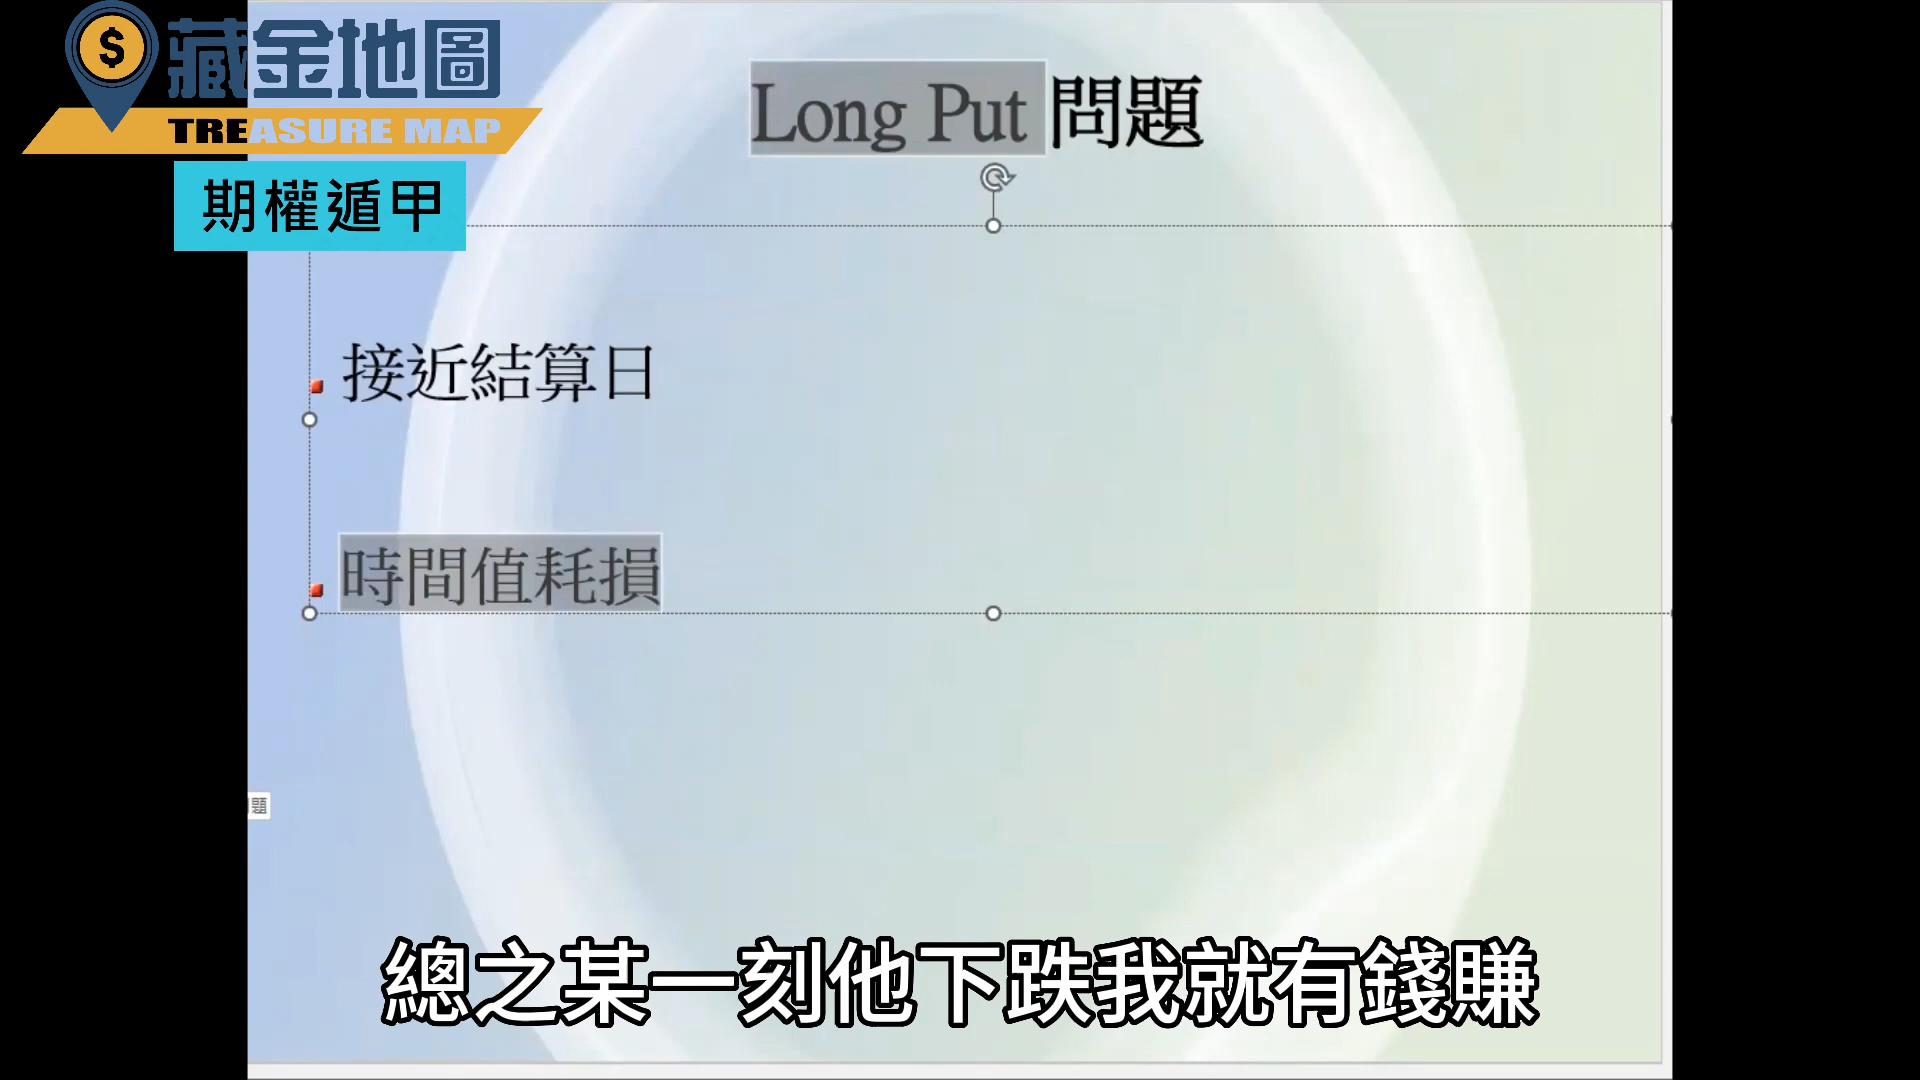 藏金地圖
TREASURE MAP
期權遁甲
Long Put 問題
接近結算日
時間值耗損
題
總之某一刻他下跌我就有錢賺